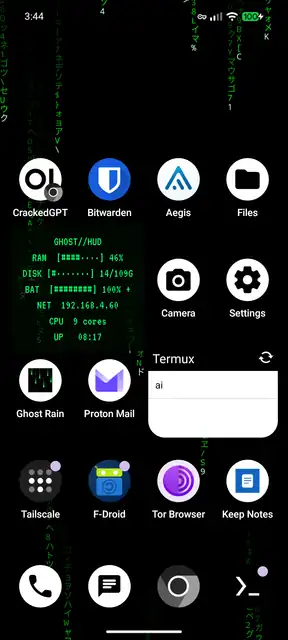 3:44
100
CrackedGPT
Bitwarden
Aegis
Files
GHOST//HUD
RAN [▪▪▪▪····] 46%
DISK [▪·······] 14/109G
BAT [▪▪▪▪▪▪▪▪] 100% +
NET 192.168.4.60
CPU 9 cores
UP 08:17
Camera
Settings
Ghost Rain
Proton Mail
Termux
ai
Tailscale
F-Droid
Tor Browser
Keep Notes